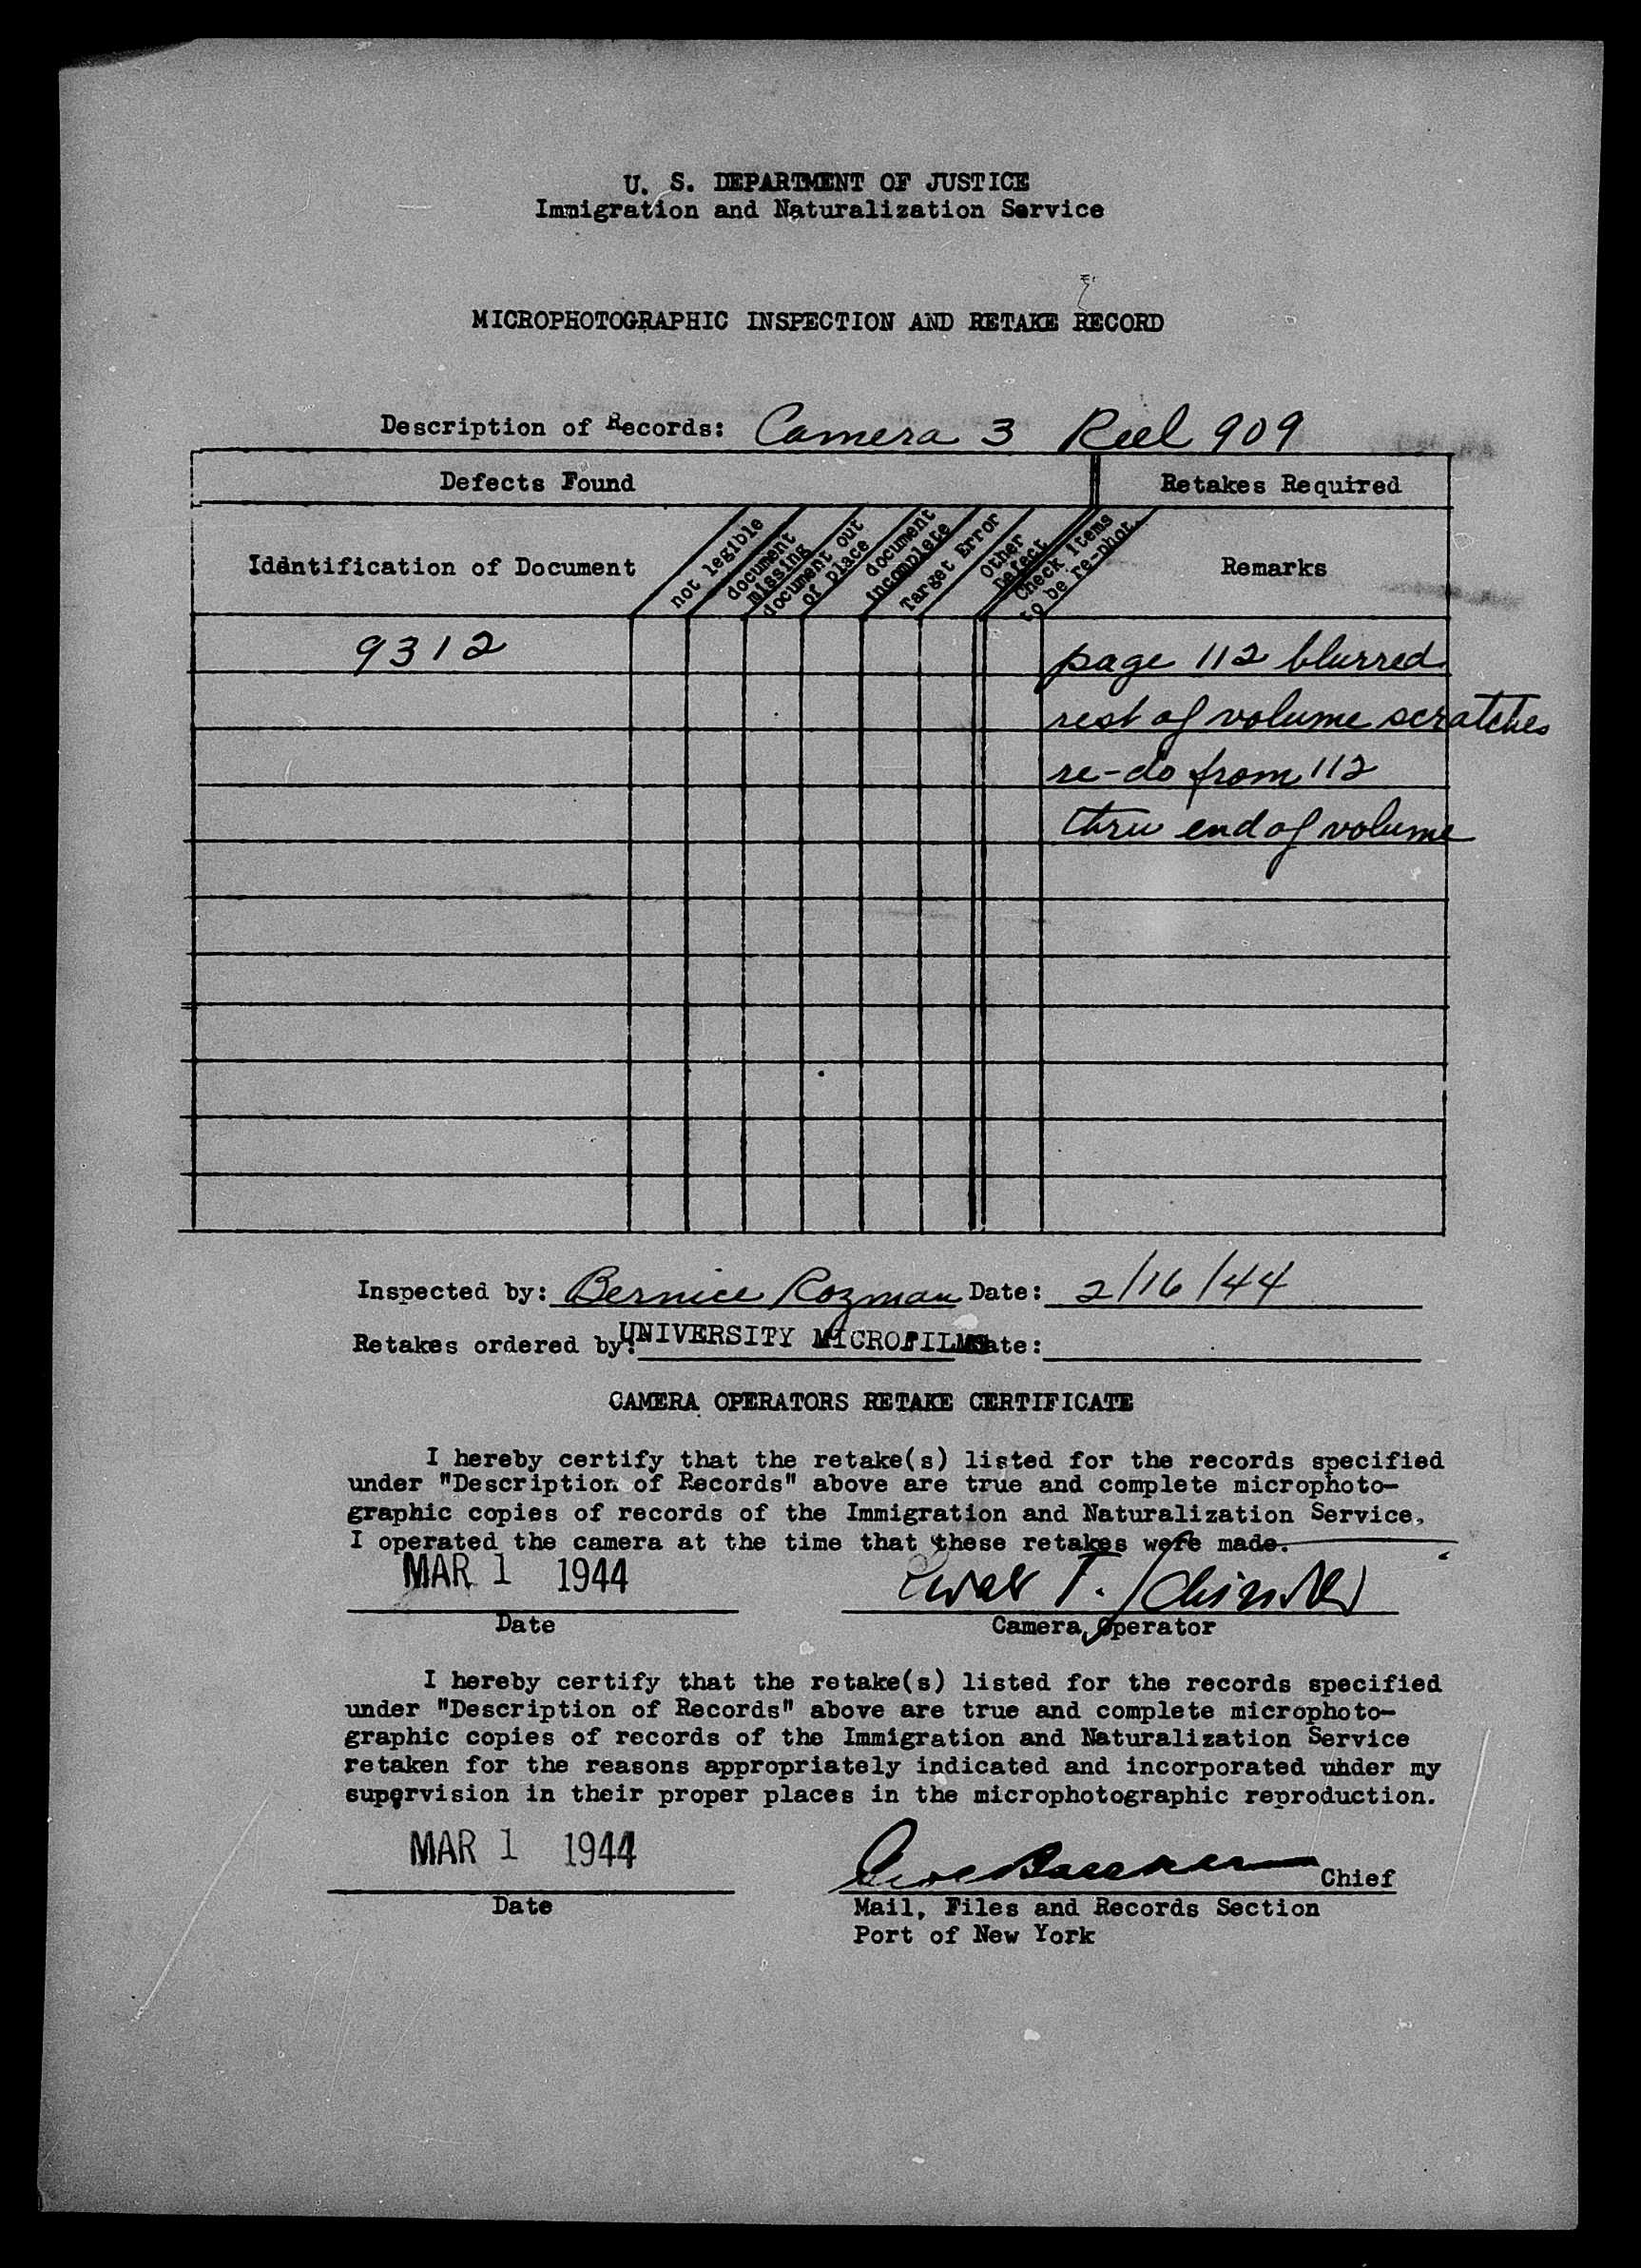 U. S. DEPARTMENT OF JUSTICE
Immigration and Naturalization Service
MICROPHOTOGRAPHIC INSPECTION AND RETAKE RECORD
Description of Records: Camera 3 Reel 909
Defects Found
Retakes Required
Identification of Document
not legible
document missing
document out of place
document incomplete
Target Error
Other Defect
Check items to be re-phot.
Remarks
9312
page 112 blurred
rest of volume scratches
re-do from 112
thru end of volume
Inspected by: Bernice Rozman Date: 2/16/44
Retakes ordered by: UNIVERSITY MICROFILMS Date:
CAMERA OPERATORS RETAKE CERTIFICATE
I hereby certify that the retake(s) listed for the records specified
under "Description of Records" above are true and complete microphoto-
graphic copies of records of the Immigration and Naturalization Service.
I operated the camera at the time that these retakes were made.
MAR 1 1944
T.
Date
Camera Operator
I hereby certify that the retake(s) listed for the records specified
under "Description of Records" above are true and complete microphoto-
graphic copies of records of the Immigration and Naturalization Service
retaken for the reasons appropriately indicated and incorporated under my
supervision in their proper places in the microphotographic reproduction.
MAR 1 1944
Chief
Date
Mail, Files and Records Section
Port of New York